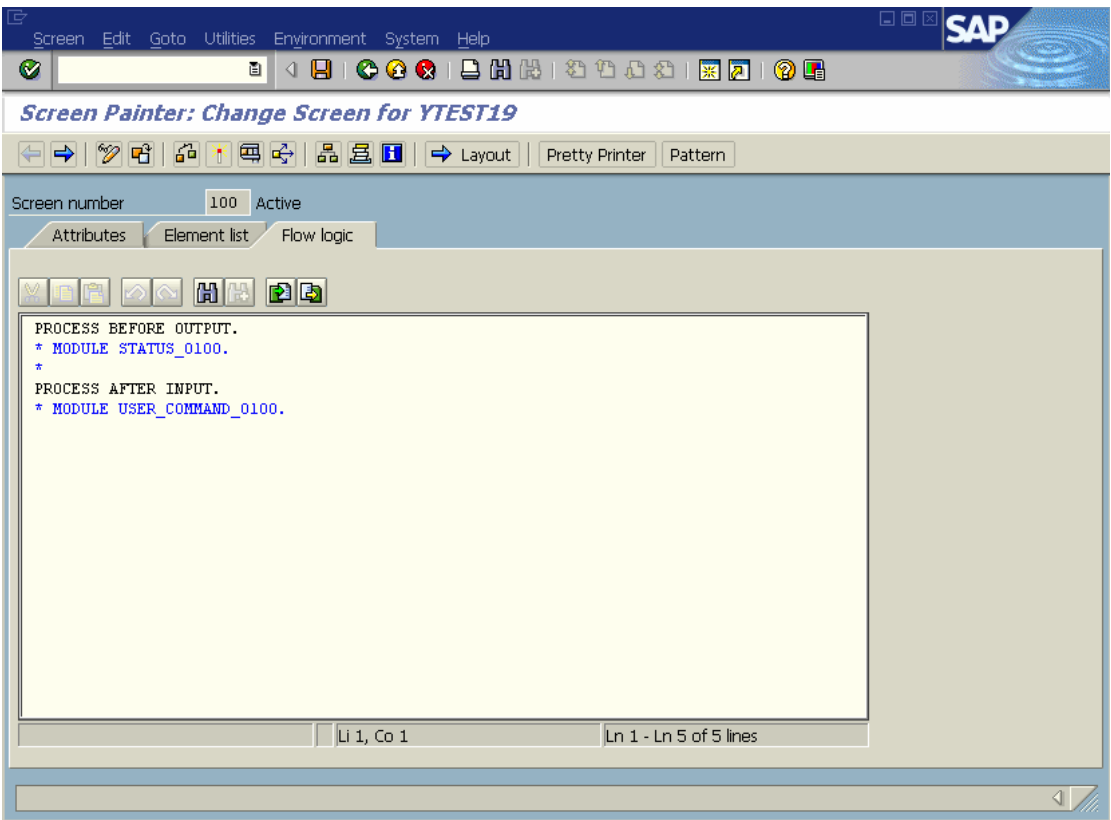 Screen Edit Goto Utilities Environment System Help
SAP
Screen Painter: Change Screen for YTEST19
Layout Pretty Printer Pattern
Screen number 100 Active
Attributes Element list Flow logic
PROCESS BEFORE OUTPUT.
* MODULE STATUS_0100.
*
PROCESS AFTER INPUT.
* MODULE USER_COMMAND_0100.
Li 1, Co 1 Ln 1 - Ln 5 of 5 lines